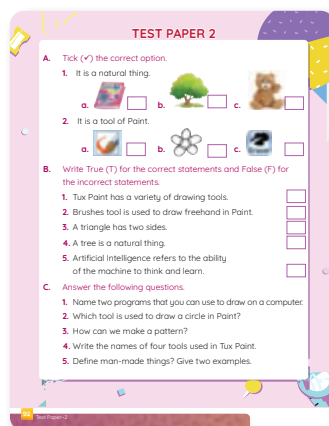 TEST PAPER 2
A. Tick (✓) the correct option.
1. It is a natural thing.
a. b. c.
2. It is a tool of Paint.
a. b. c.
Eraser
B. Write True (T) for the correct statements and False (F) for
the incorrect statements.
1. Tux Paint has a variety of drawing tools.
2. Brushes tool is used to draw freehand in Paint.
3. A triangle has two sides.
4. A tree is a natural thing.
5. Artificial Intelligence refers to the ability
of the machine to think and learn.
C. Answer the following questions.
1. Name two programs that you can use to draw on a computer.
2. Which tool is used to draw a circle in Paint?
3. How can we make a pattern?
4. Write the names of four tools used in Tux Paint.
5. Define man-made things? Give two examples.
Test Paper-2